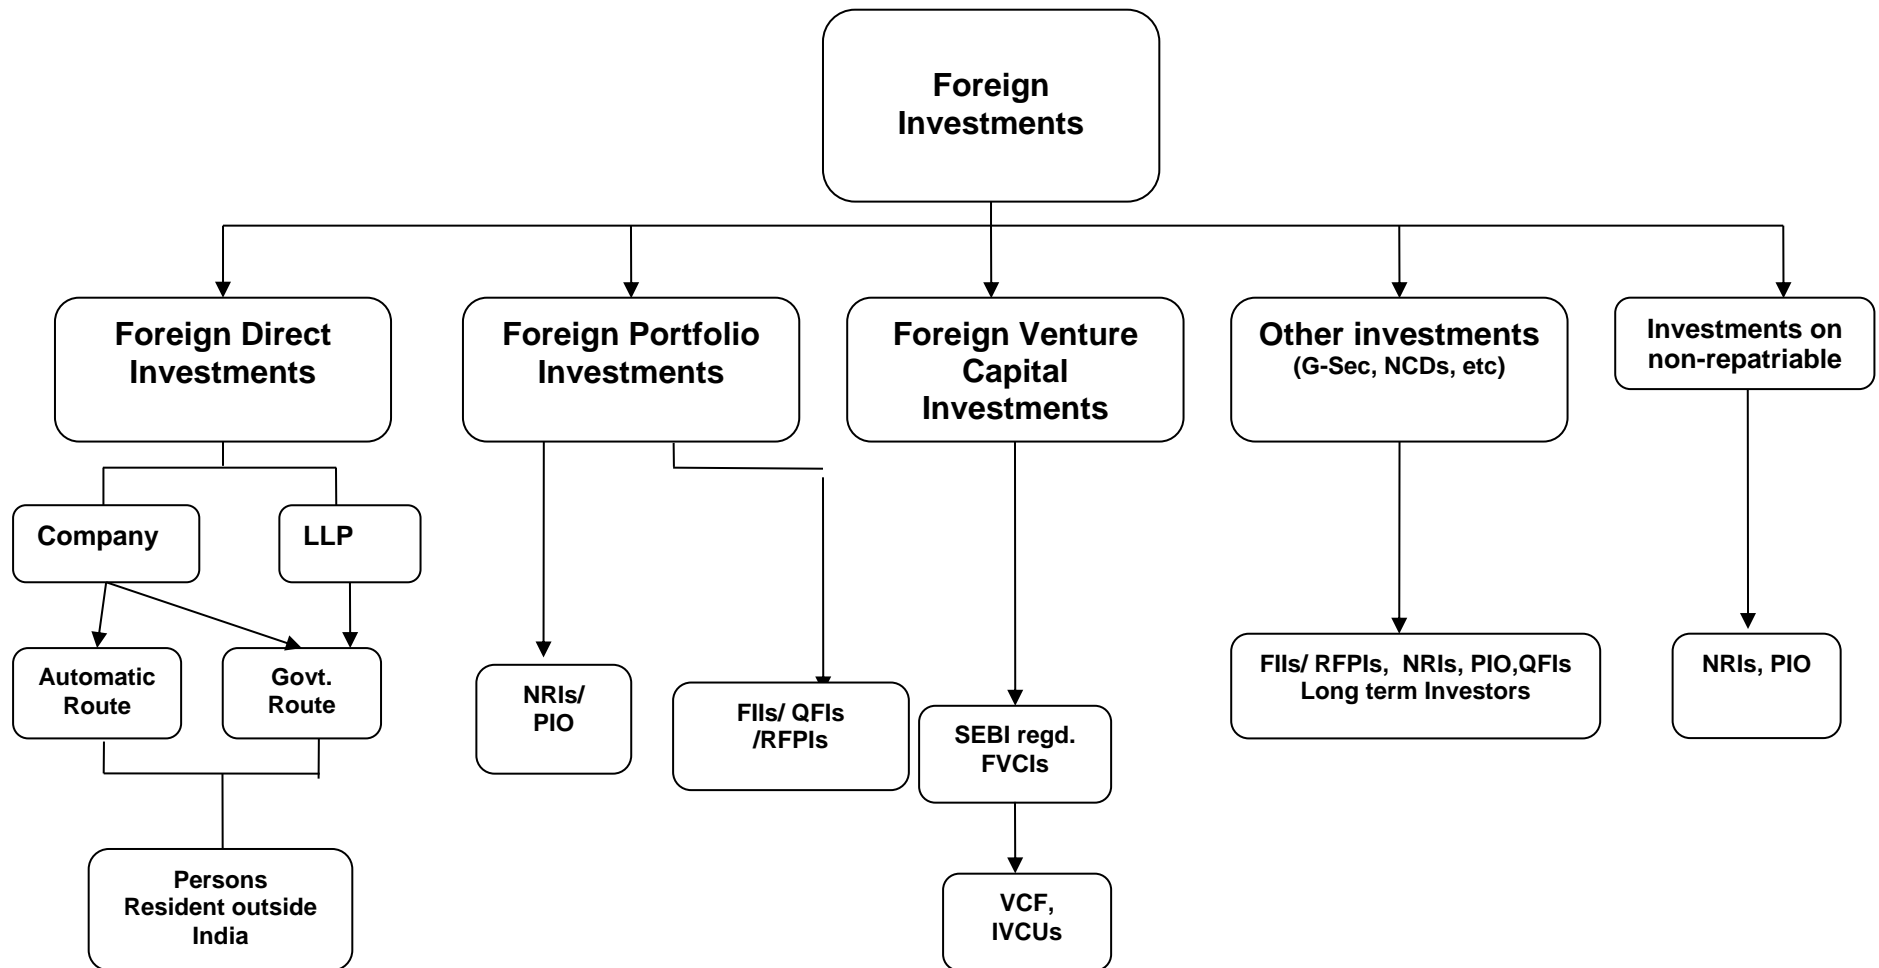 Foreign
Investments
Foreign Direct
Investments
Foreign Portfolio
Investments
Foreign Venture
Capital
Investments
Other investments
(G-Sec, NCDs, etc)
Investments on
non-repatriable
Company
LLP
Automatic
Route
Govt.
Route
NRIs/
PIO
FIIs/ QFIs
/RFPIs
SEBI regd.
FVCIs
FIIs/ RFPIs, NRIs, PIO,QFIs
Long term Investors
NRIs, PIO
Persons
Resident outside
India
VCF,
IVCUs